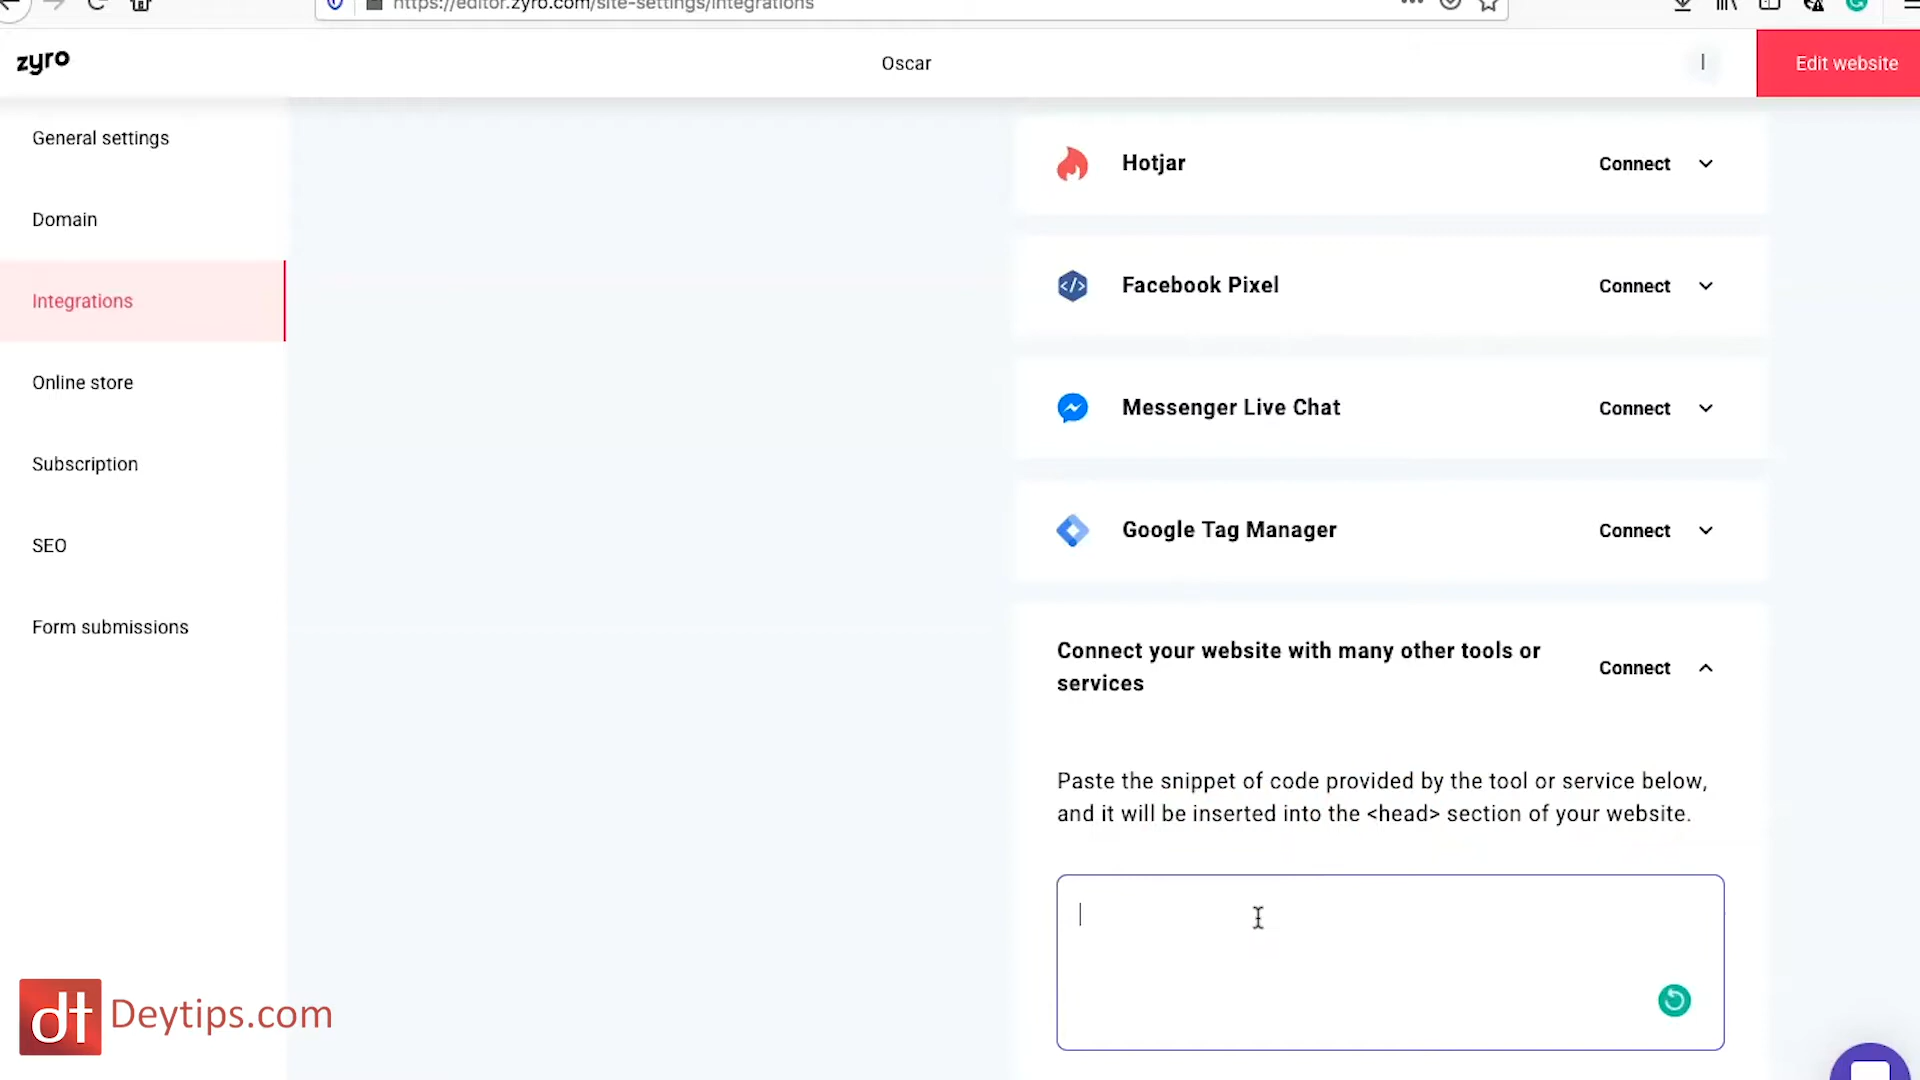 https://editor.zyro.com/site-settings/integrations
zyro
Oscar
Edit website
General settings
Domain
Integrations
Online store
Subscription
SEO
Form submissions
Hotjar
Connect
Facebook Pixel
Connect
Messenger Live Chat
Connect
Google Tag Manager
Connect
Connect your website with many other tools or
services
Connect
Paste the snippet of code provided by the tool or service below,
and it will be inserted into the <head> section of your website.
dt Deytips.com